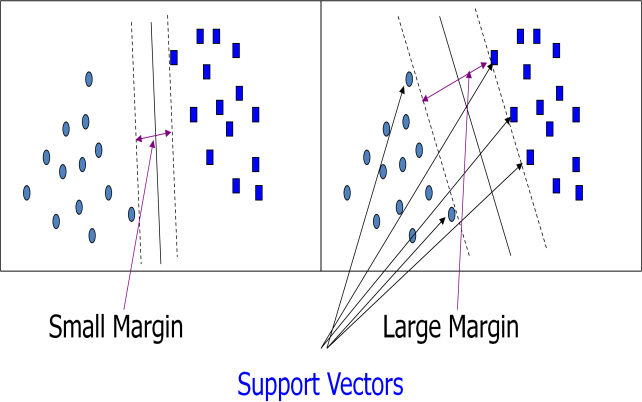 Small Margin
Large Margin
Support Vectors